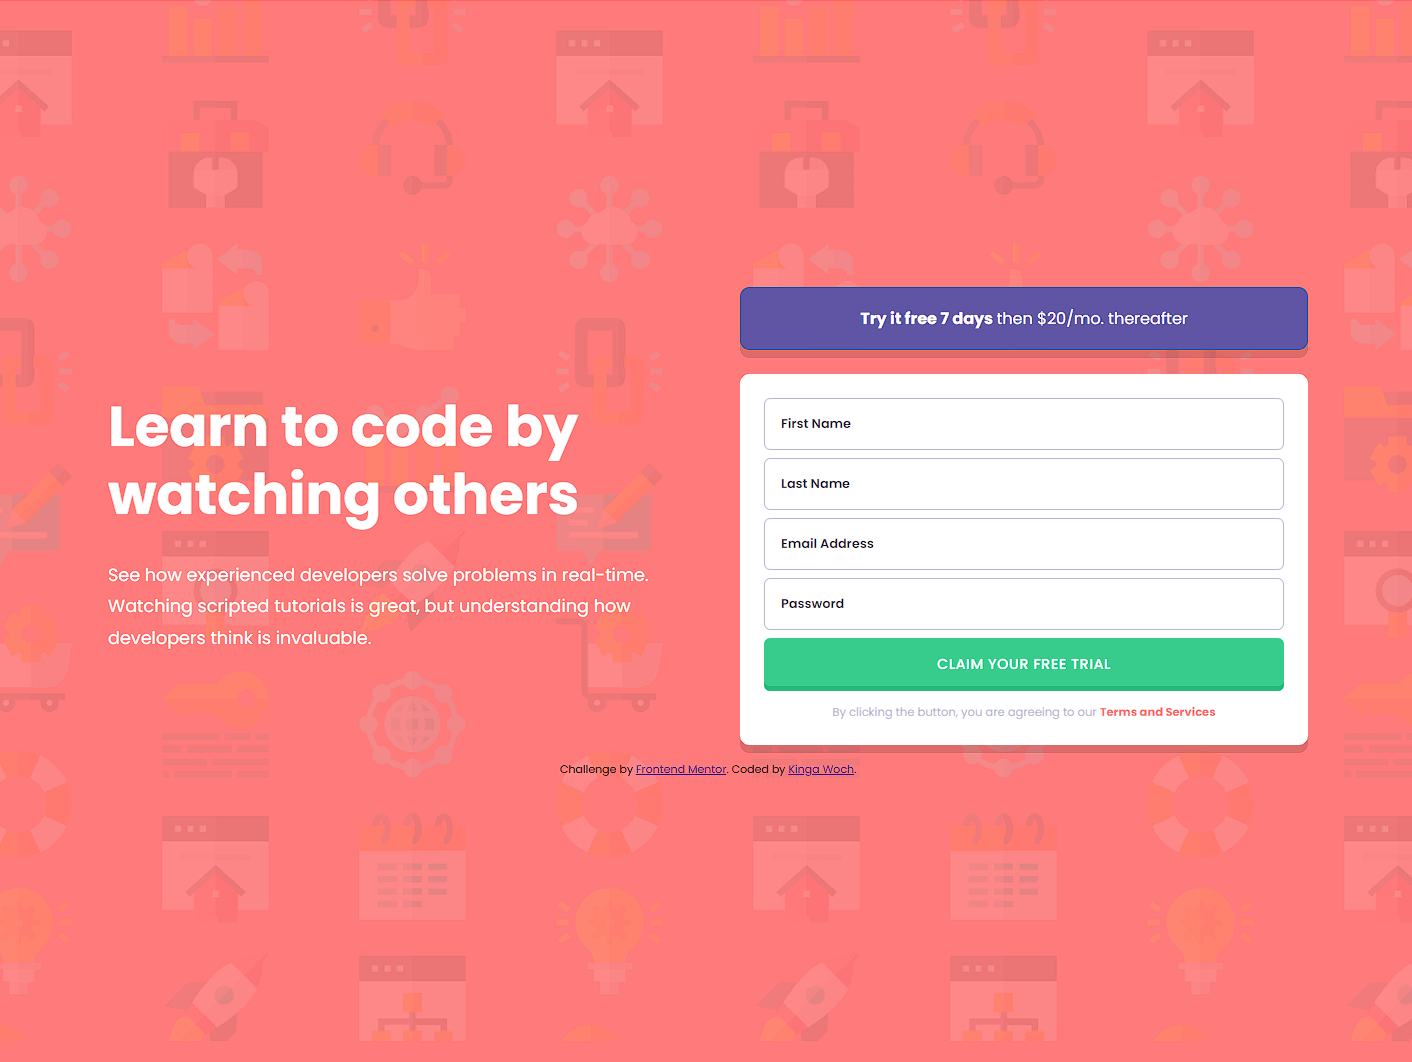 Learn to code by
watching others
See how experienced developers solve problems in real-time.
Watching scripted tutorials is great, but understanding how
developers think is invaluable.
Try it free 7 days then $20/mo. thereafter
First Name
Last Name
Email Address
Password
CLAIM YOUR FREE TRIAL
By clicking the button, you are agreeing to our Terms and Services
Challenge by Frontend Mentor. Coded by Kinga Woch.